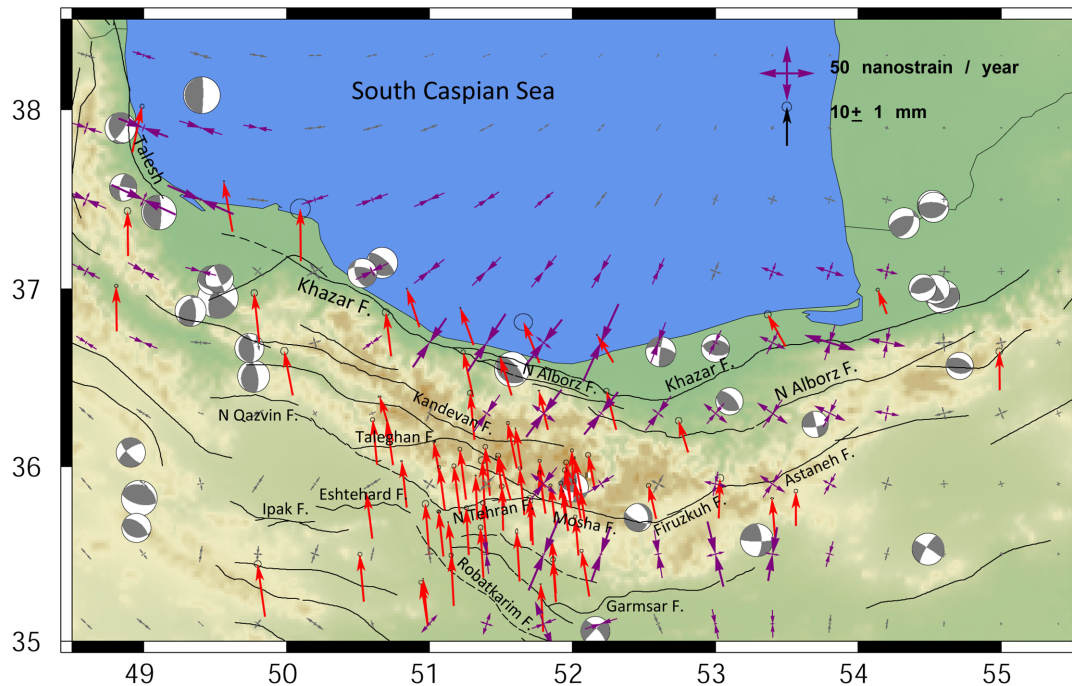 South Caspian Sea
50 nanostrain / year
10± 1 mm
38
Talesh
37
Khazar F.
N Alborz F.
Khazar F.
N Alborz F.
Kandevan F.
N Qazvin F.
Taleghan F.
36
Astaneh F.
Eshtehard F.
Ipak F.
N Tehran F.
Mosha F.
Firuzkuh F.
Robatkarim F.
Garmsar F.
35
49 50 51 52 53 54 55